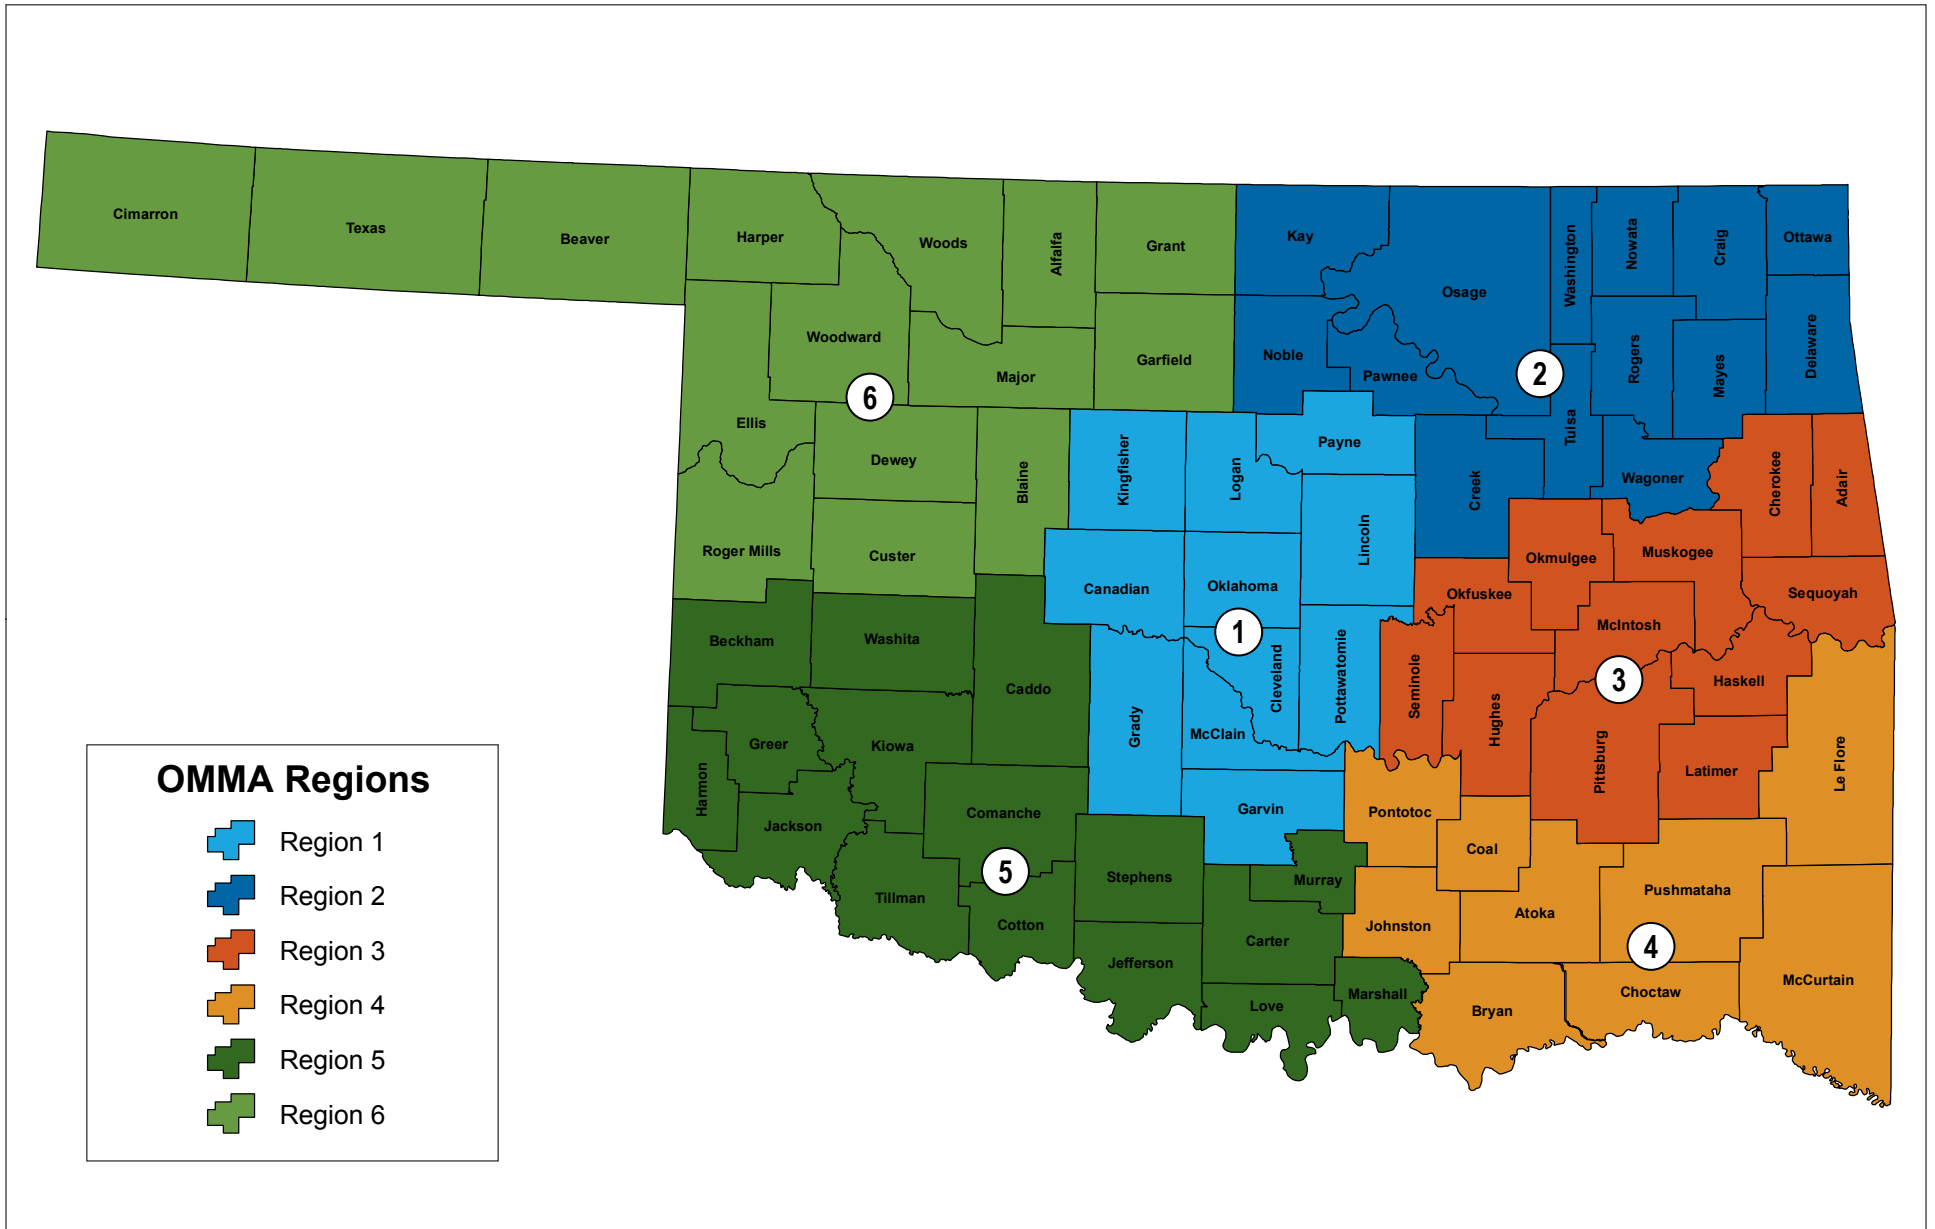 Cimarron
Texas
Beaver
Harper
Woods
Alfalfa
Grant
Kay
Osage
Washington
Nowata
Craig
Ottawa
Woodward
Major
Garfield
Noble
Pawnee
2
Tulsa
Rogers
Mayes
Delaware
6
Ellis
Dewey
Blaine
Kingfisher
Logan
Payne
Creek
Wagoner
Cherokee
Adair
Roger Mills
Custer
Canadian
Oklahoma
Lincoln
Okmulgee
Muskogee
Okfuskee
Sequoyah
Beckham
Washita
Caddo
1
Cleveland
Pottawatomie
Seminole
McIntosh
3
Haskell
Greer
Kiowa
Grady
McClain
Hughes
Pittsburg
Latimer
Le Flore
Harmon
Jackson
Comanche
Garvin
Pontotoc
Coal
Tillman
5
Cotton
Stephens
Murray
Johnston
Atoka
Pushmataha
4
Jefferson
Carter
Love
Marshall
Bryan
Choctaw
McCurtain
OMMA Regions
Region 1
Region 2
Region 3
Region 4
Region 5
Region 6